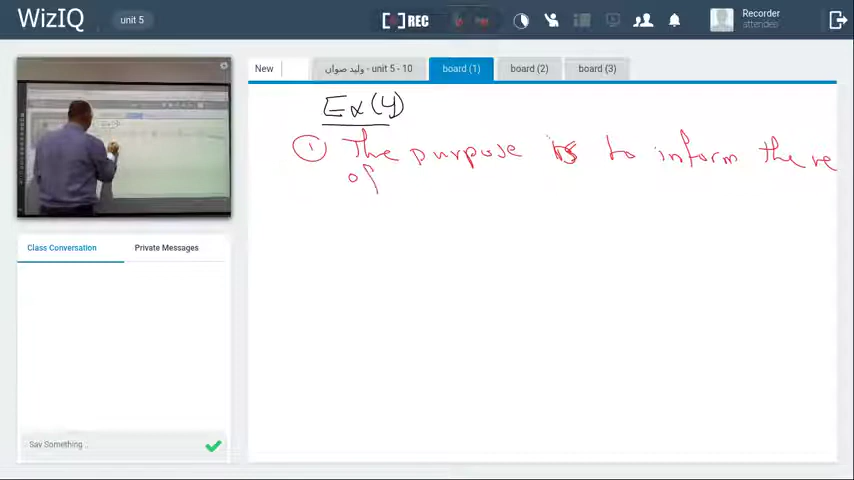 WizIQ
unit 5
REC
Recorder
attendee
New
وليد صوان - unit 5 - 10
board (1)
board (2)
board (3)
Ex(4)
① The purpose is to inform the re
of
Class Conversation
Private Messages
Say Something...